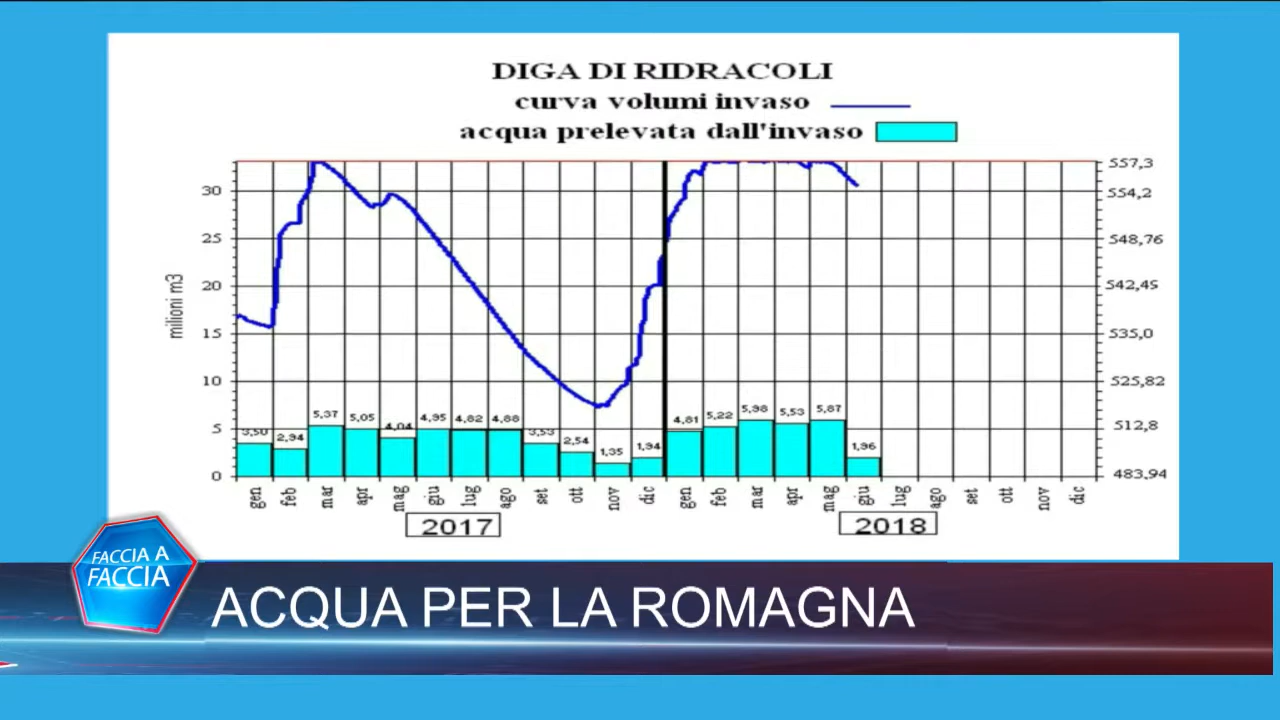 DIGA DI RIDRACOLI
curva volumi invaso
acqua prelevata dall'invaso
milioni m3
30
25
20
15
10
5
0
557,3
554,2
548,76
542,45
535,0
525,82
512,8
483,94
3,50 2,94 5,37 5,05 4,04 4,95 4,82 4,88 3,53 2,54 1,35 1,94 4,81 5,22 5,98 5,53 5,87 1,96
gen feb mar apr mag giu lug ago set ott nov dic gen feb mar apr mag giu lug ago set ott nov dic
2017 2018
FACCIA A
FACCIA
ACQUA PER LA ROMAGNA